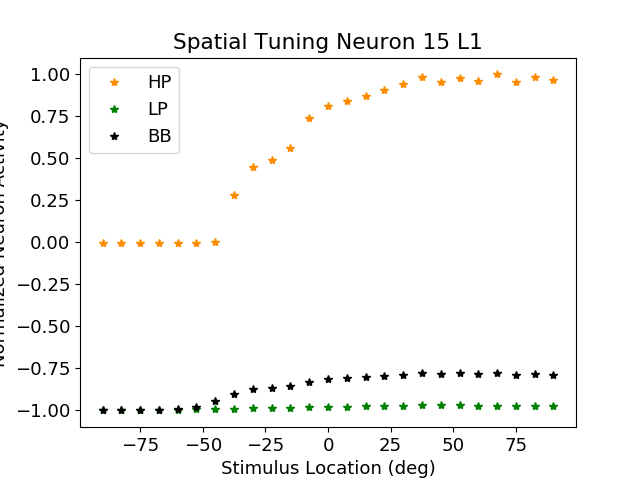 Spatial Tuning Neuron 15 L1
HP
LP
BB
1.00
0.75
0.50
0.25
0.00
−0.25
−0.50
−0.75
−1.00
Normalized Neuron Activity
−75
−50
−25
0
25
50
75
Stimulus Location (deg)